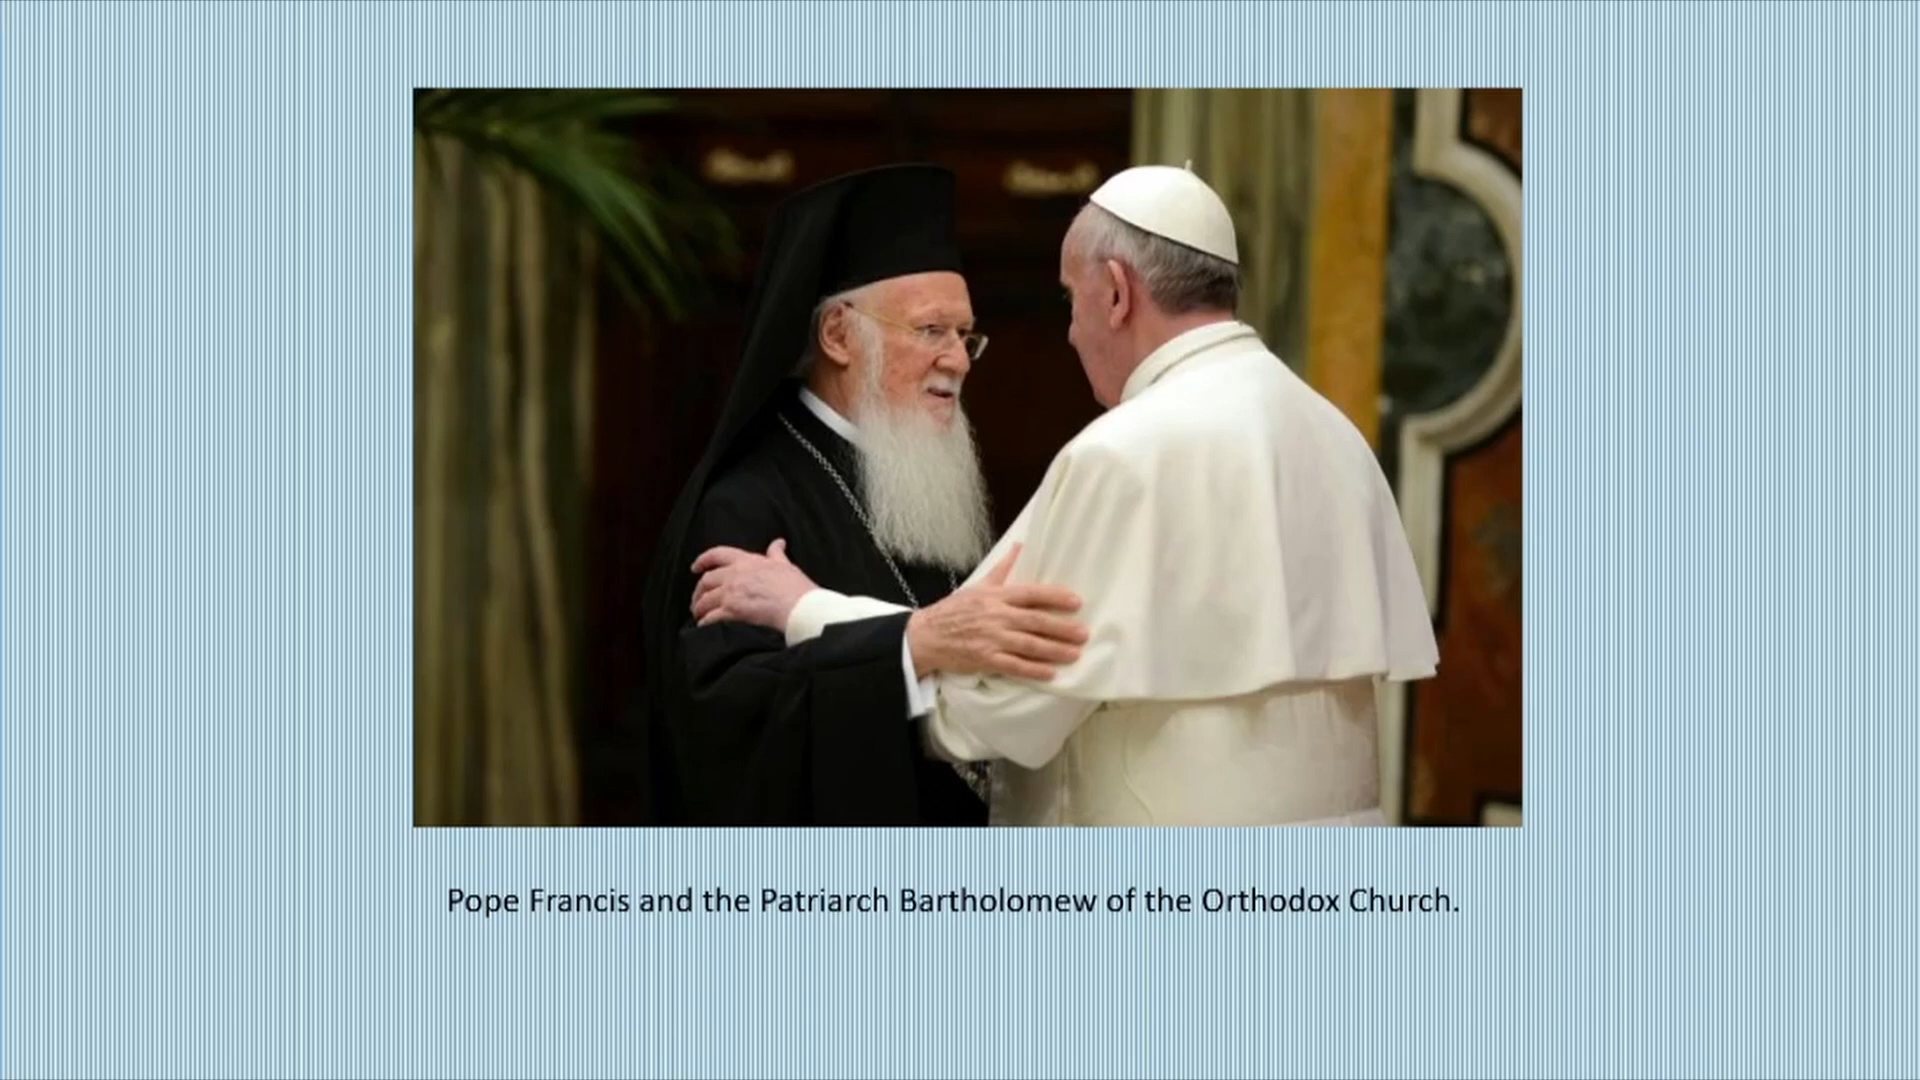 Pope Francis and the Patriarch Bartholomew of the Orthodox Church.